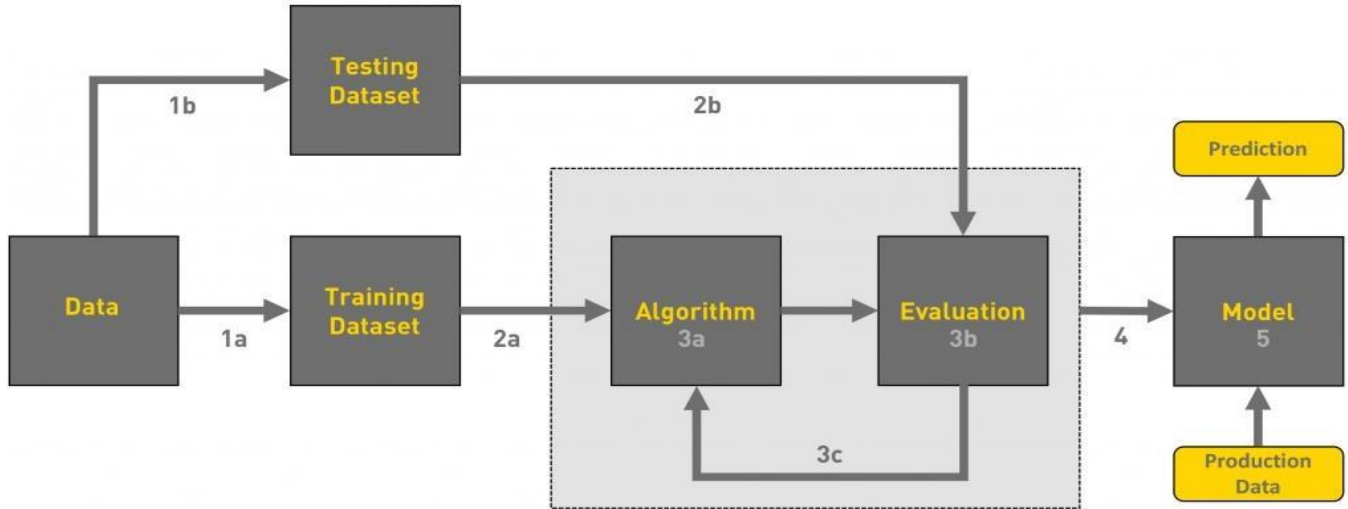 Testing
Dataset
1b
2b
Prediction
Data
Training
Dataset
Algorithm
3a
Evaluation
3b
Model
5
1a
2a
4
3c
Production
Data